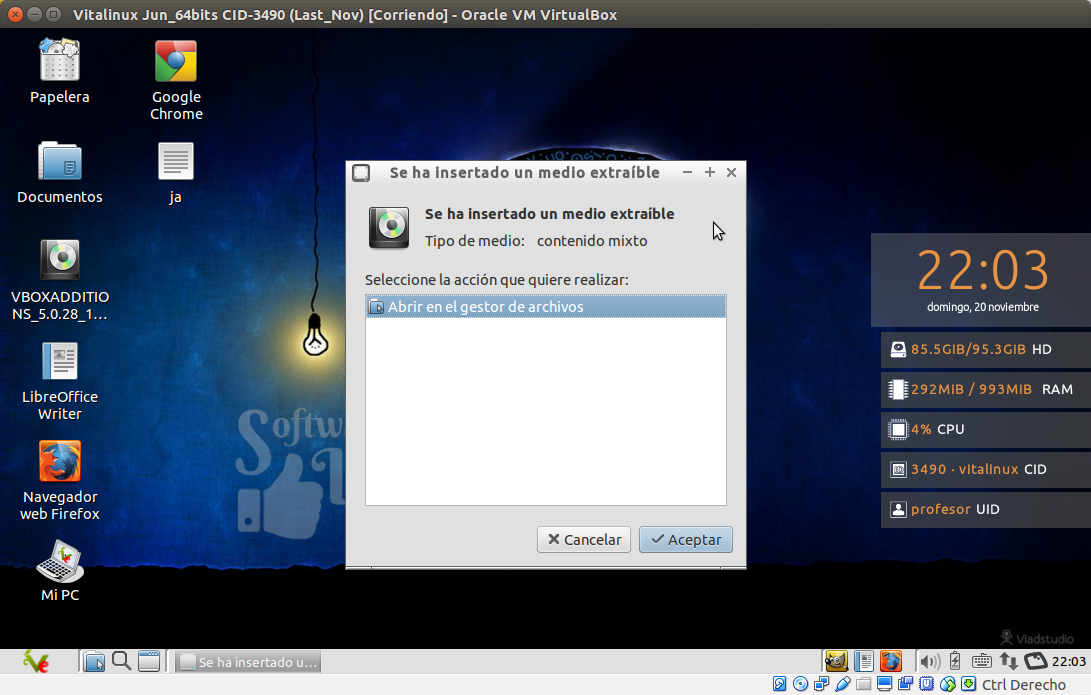 Vitalinux Jun_64bits CID-3490 (Last_Nov) [Corriendo] - Oracle VM VirtualBox
Papelera
Google
Chrome
Documentos
ja
VBOXADDITIO
NS_5.0.28_1...
LibreOffice
Writer
Navegador
web Firefox
Mi PC
Softw
Se ha insertado un medio extraíble
Se ha insertado un medio extraíble
Tipo de medio: contenido mixto
Seleccione la acción que quiere realizar:
Abrir en el gestor de archivos
Cancelar
Aceptar
22:03
domingo, 20 noviembre
85.5GIB/95.3GIB HD
292MIB / 993MIB RAM
4% CPU
3490 · vitalinux CID
profesor UID
Vladstudio
Se ha insertado u...
22:03
Ctrl Derecho